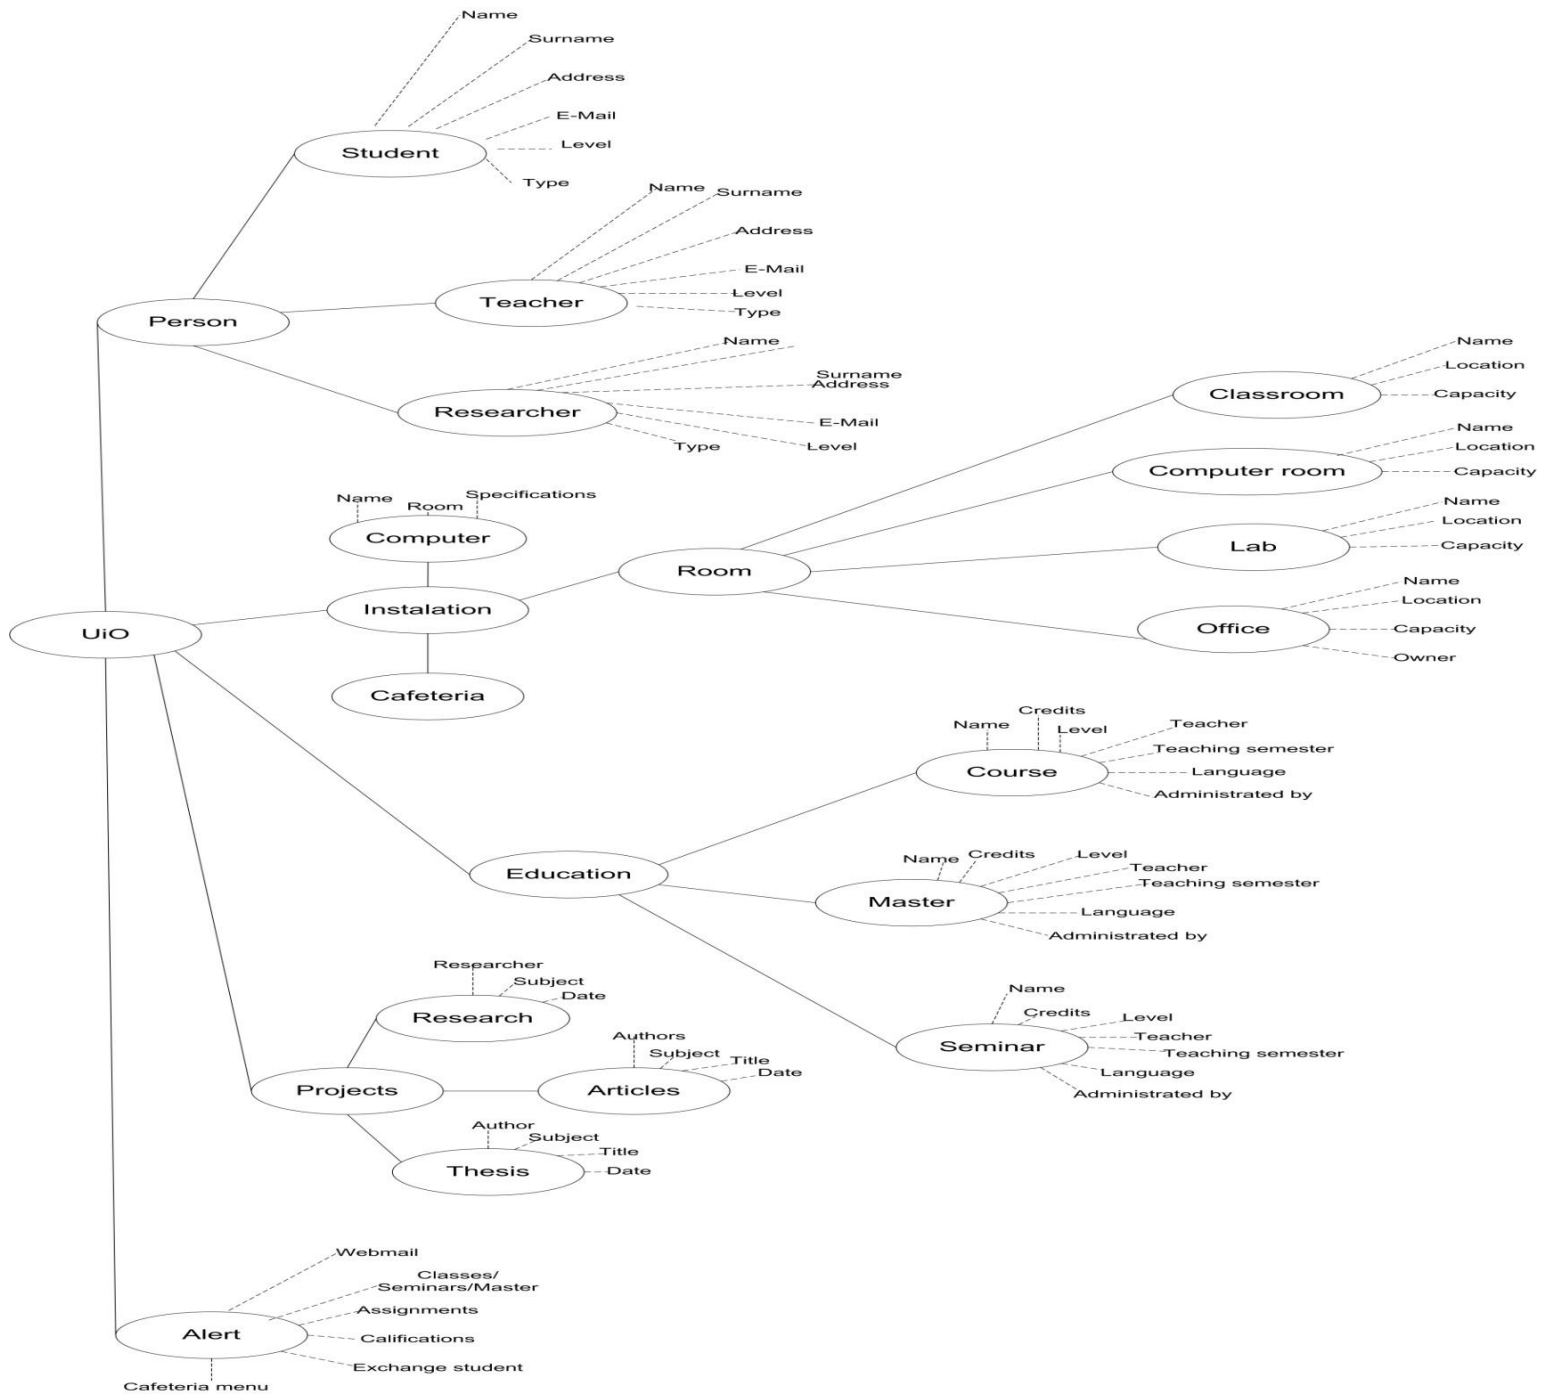 Name
Surname
Address
E-Mail
Level
Type
Student
Name
Surname
Address
E-Mail
Level
Type
Teacher
Person
Name
Surname
Address
E-Mail
Level
Type
Researcher
Name
Room
Specifications
Computer
Instalation
Cafeteria
UiO
Room
Name
Location
Capacity
Classroom
Name
Location
Capacity
Computer room
Name
Location
Capacity
Lab
Name
Location
Capacity
Owner
Office
Name
Credits
Level
Teacher
Teaching semester
Language
Administrated by
Course
Education
Name
Credits
Level
Teacher
Teaching semester
Language
Administrated by
Master
Name
Credits
Level
Teacher
Teaching semester
Language
Administrated by
Seminar
Researcher
Subject
Date
Research
Projects
Authors
Subject
Title
Date
Articles
Author
Subject
Title
Date
Thesis
Webmail
Classes/
Seminars/Master
Assignments
Califications
Exchange student
Cafeteria menu
Alert